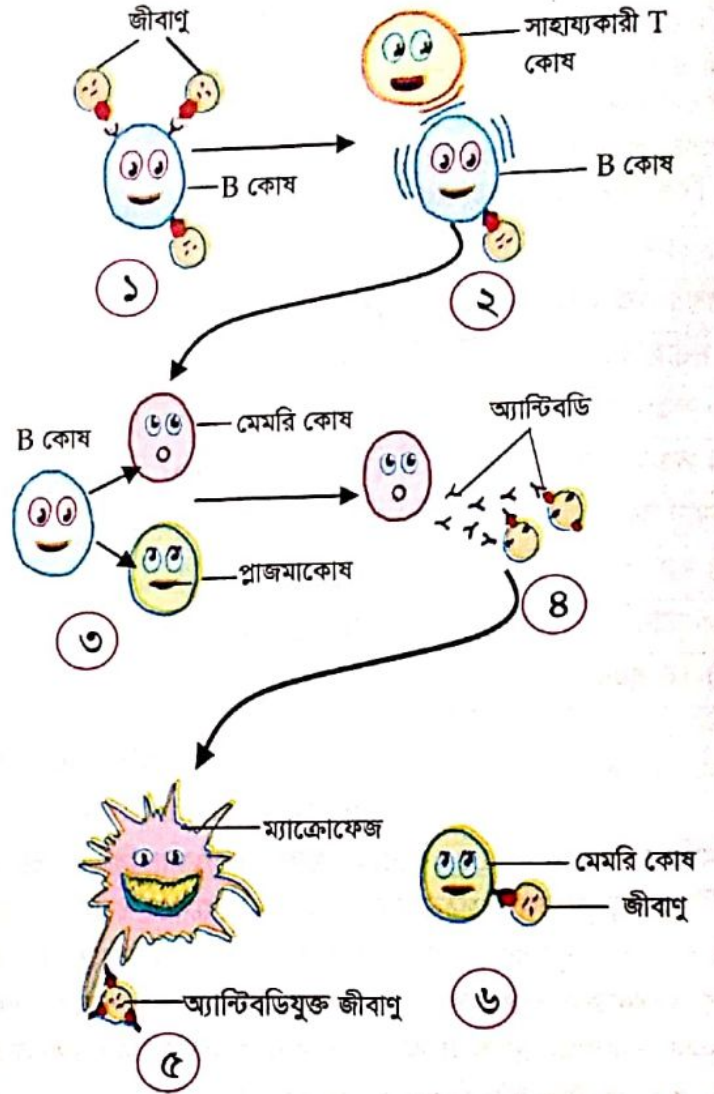 জীবাণু
সাহায্যকারী T
কোষ
B কোষ
B কোষ
১
২
B কোষ
মেমরি কোষ
অ্যান্টিবডি
প্লাজমাকোষ
৩
৪
ম্যাক্রোফেজ
মেমরি কোষ
জীবাণু
অ্যান্টিবডিযুক্ত জীবাণু
৫
৬